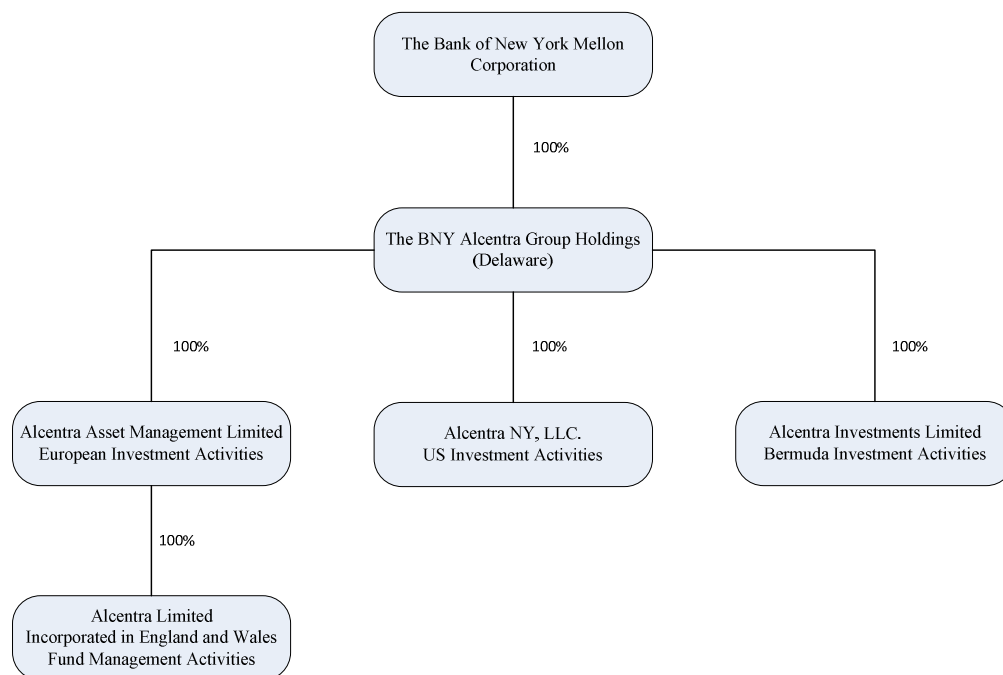 The Bank of New York Mellon
Corporation
100%
The BNY Alcentra Group Holdings
(Delaware)
100%
100%
100%
Alcentra Asset Management Limited
European Investment Activities
Alcentra NY, LLC.
US Investment Activities
Alcentra Investments Limited
Bermuda Investment Activities
100%
Alcentra Limited
Incorporated in England and Wales
Fund Management Activities